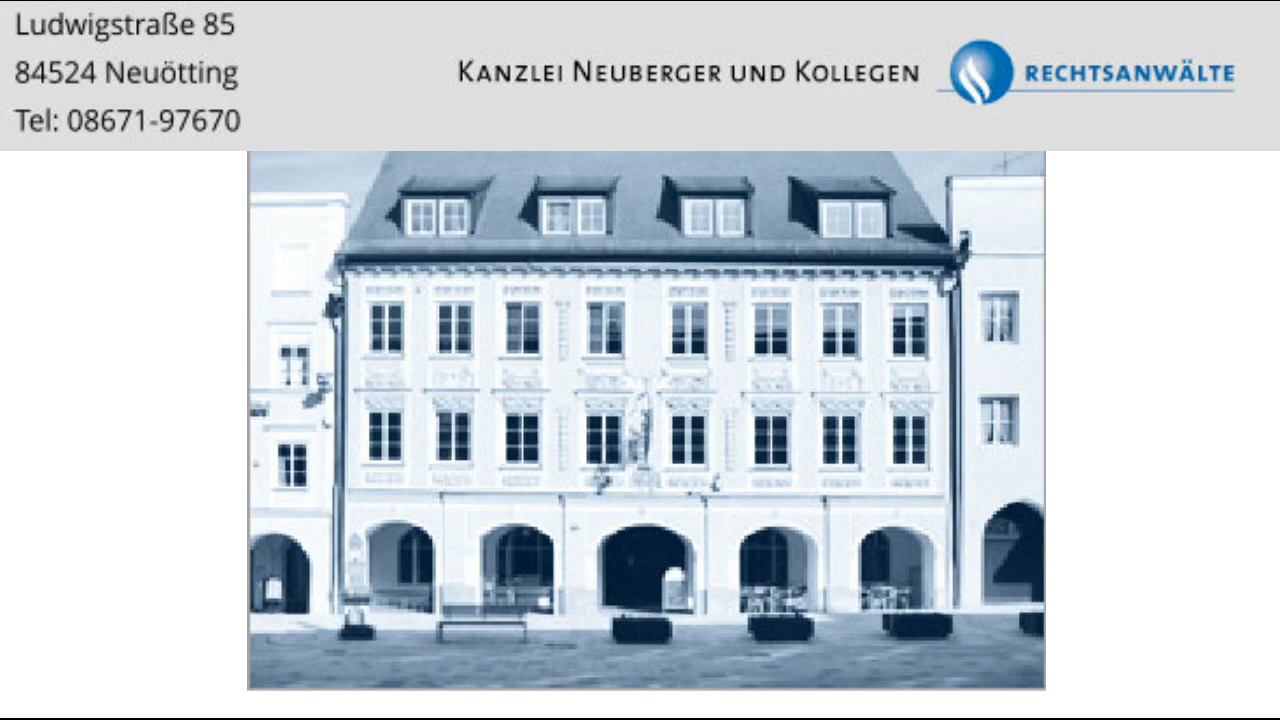 Ludwigstraße 85
84524 Neuötting
Tel: 08671-97670
KANZLEI NEUBERGER UND KOLLEGEN
RECHTSANWÄLTE